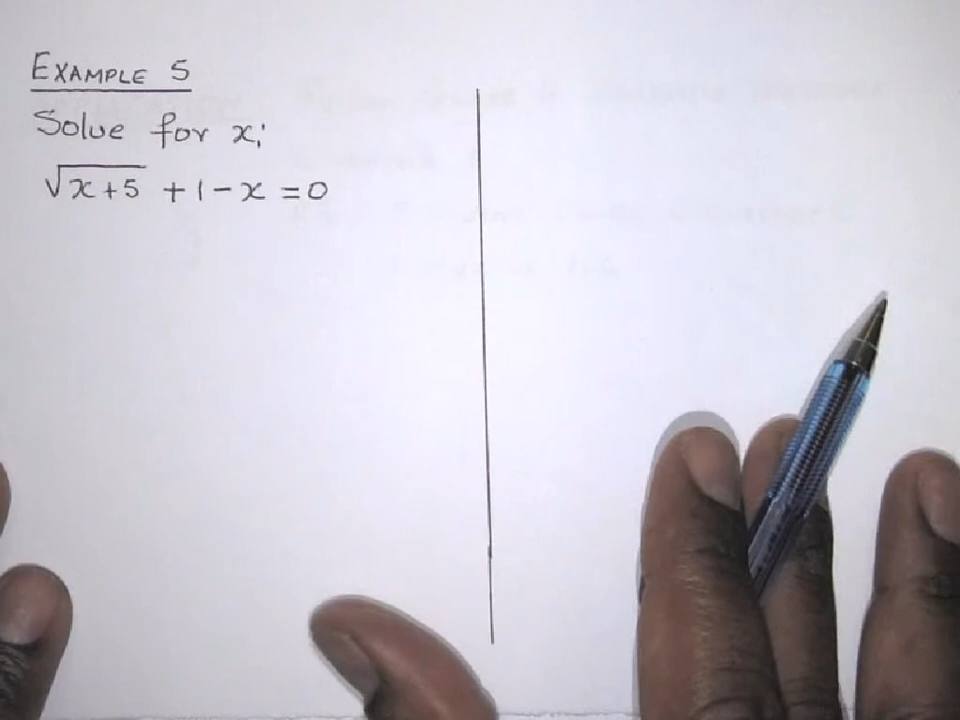 EXAMPLE 5
Solve for x;
√x+5 + 1 - x = 0